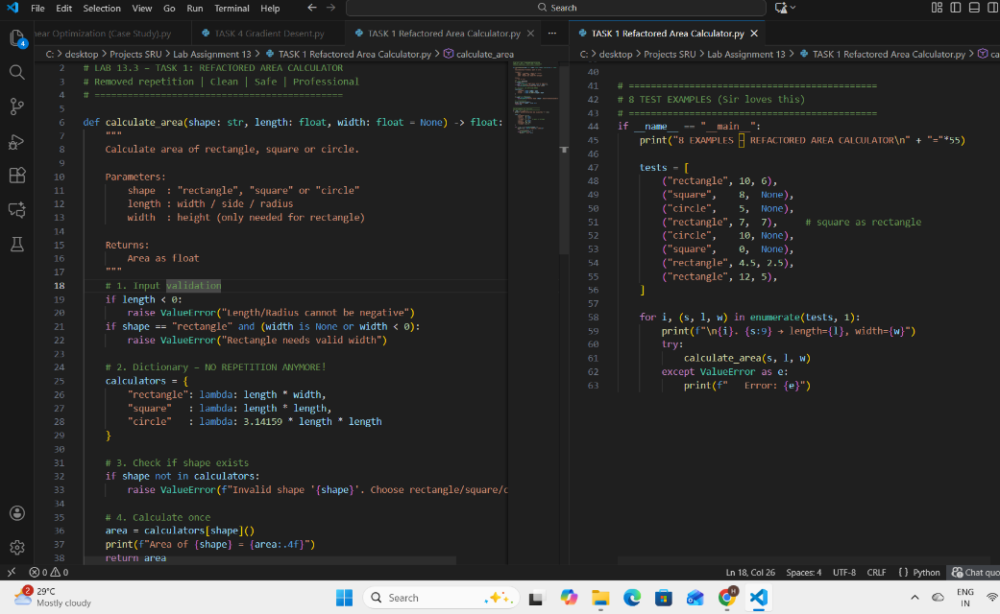 File Edit Selection View Go Run Terminal Help
Search
near Optimization (Case Study).py
TASK 4 Gradient Desent.py
TASK 1 Refactored Area Calculator.py
TASK 1 Refactored Area Calculator.py
4
C: > desktop > Projects SRU > Lab Assignment 13 > TASK 1 Refactored Area Calculator.py > calculate_area
2 # LAB 13.3 – TASK 1: REFACTORED AREA CALCULATOR
3 # Removed repetition | Clean | Safe | Professional
4 # ===========================================
5
6 def calculate_area(shape: str, length: float, width: float = None) -> float:
7 """
8 Calculate area of rectangle, square or circle.
9
10 Parameters:
11 shape : "rectangle", "square" or "circle"
12 length : width / side / radius
13 width : height (only needed for rectangle)
14
15 Returns:
16 Area as float
17 """
18 # 1. Input validation
19 if length < 0:
20 raise ValueError("Length/Radius cannot be negative")
21 if shape == "rectangle" and (width is None or width < 0):
22 raise ValueError("Rectangle needs valid width")
23
24 # 2. Dictionary – NO REPETITION ANYMORE!
25 calculators = {
26 "rectangle": lambda: length * width,
27 "square" : lambda: length * length,
28 "circle" : lambda: 3.14159 * length * length
29 }
30
31 # 3. Check if shape exists
32 if shape not in calculators:
33 raise ValueError(f"Invalid shape '{shape}'. Choose rectangle/square/c
34
35 # 4. Calculate once
36 area = calculators[shape]()
37 print(f"Area of {shape} = {area:.4f}")
38 return area
C: > desktop > Projects SRU > Lab Assignment 13 > TASK 1 Refactored Area Calculator.py > ca
40
41 # ===========================================
42 # 8 TEST EXAMPLES (Sir loves this)
43 # ===========================================
44 if __name__ == "__main__":
45 print("8 EXAMPLES – REFACTORED AREA CALCULATOR\n" + "="*55)
46
47 tests = [
48 ("rectangle", 10, 6),
49 ("square", 8, None),
50 ("circle", 5, None),
51 ("rectangle", 7, 7), # square as rectangle
52 ("circle", 10, None),
53 ("square", 0, None),
54 ("rectangle", 4.5, 2.5),
55 ("rectangle", 12, 5),
56 ]
57
58 for i, (s, l, w) in enumerate(tests, 1):
59 print(f"\n{i}. {s:9} → length={l}, width={w}")
60 try:
61 calculate_area(s, l, w)
62 except ValueError as e:
63 print(f" Error: {e}")
0 0
Ln 18, Col 26 Spaces: 4 UTF-8 CRLF {} Python Chat quo
2
29°C
Mostly cloudy
Search
ENG
IN